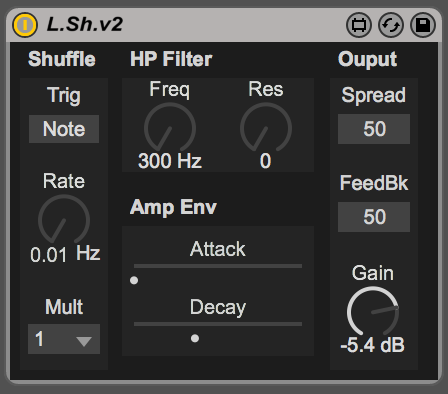 L.Sh.v2
Shuffle
Trig
Note
Rate
0.01 Hz
Mult
1
HP Filter
Freq
300 Hz
Res
0
Amp Env
Attack
Decay
Ouput
Spread
50
FeedBk
50
Gain
-5.4 dB